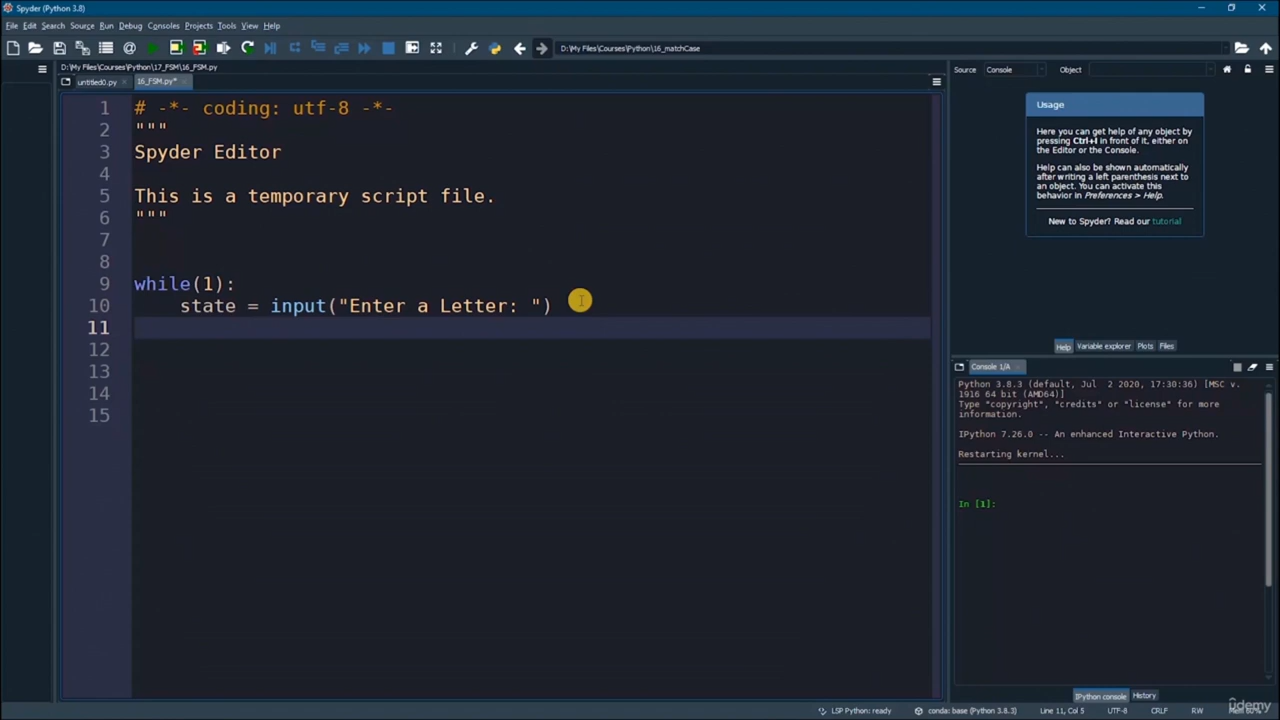 Spyder (Python 3.8)
File Edit Search Source Run Debug Consoles Projects Tools View Help
D:\My Files\Courses\Python\16_matchCase
D:\My Files\Courses\Python\17_FSM\16_FSM.py
untitled0.py
16_FSM.py*
1 # -*- coding: utf-8 -*-
2 """
3 Spyder Editor
4
5 This is a temporary script file.
6 """
7
8
9 while(1):
10 state = input("Enter a Letter: ")
11
12
13
14
15
Source Console Object
Usage
Here you can get help of any object by
pressing Ctrl+I in front of it, either on
the Editor or the Console.
Help can also be shown automatically
after writing a left parenthesis next to
an object. You can activate this
behavior in Preferences > Help.
New to Spyder? Read our tutorial
Help Variable explorer Plots Files
Console 1/A
Python 3.8.3 (default, Jul 2 2020, 17:30:36) [MSC v.
1916 64 bit (AMD64)]
Type "copyright", "credits" or "license" for more
information.
IPython 7.26.0 -- An enhanced Interactive Python.
Restarting kernel...
In [1]:
IPython console History
LSP Python: ready conda: base (Python 3.8.3) Line 11, Col 5 UTF-8 CRLF RW
udemy